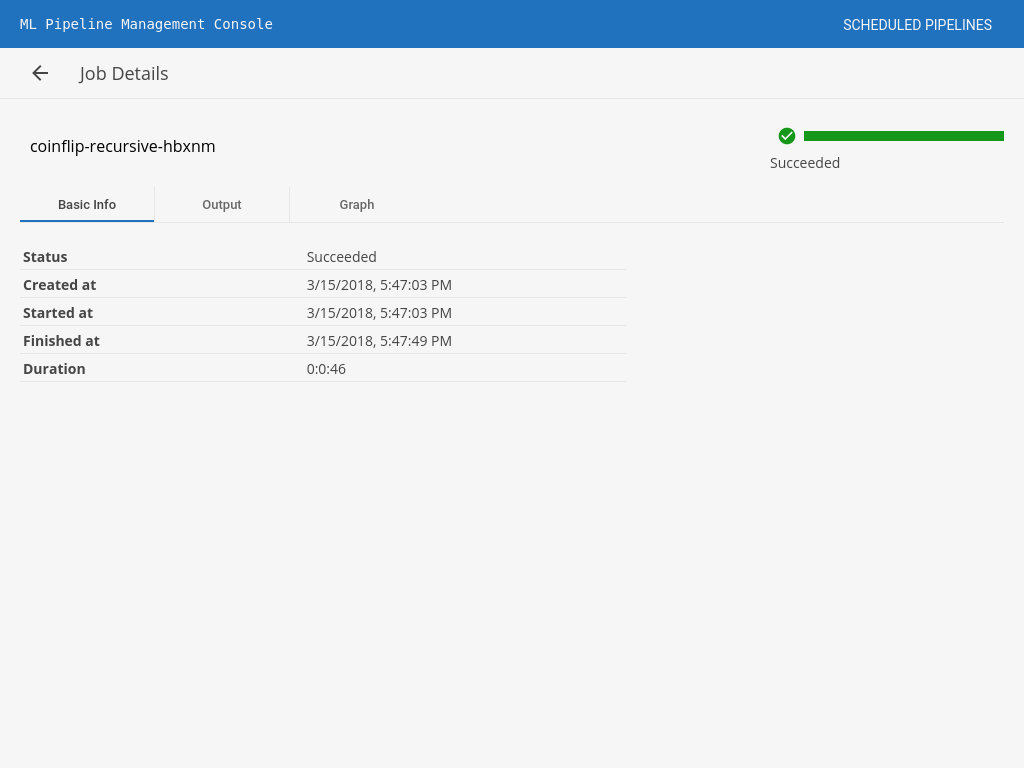 ML Pipeline Management Console
SCHEDULED PIPELINES
Job Details
coinflip-recursive-hbxnm
Succeeded
Basic Info Output Graph
Status Succeeded
Created at 3/15/2018, 5:47:03 PM
Started at 3/15/2018, 5:47:03 PM
Finished at 3/15/2018, 5:47:49 PM
Duration 0:0:46